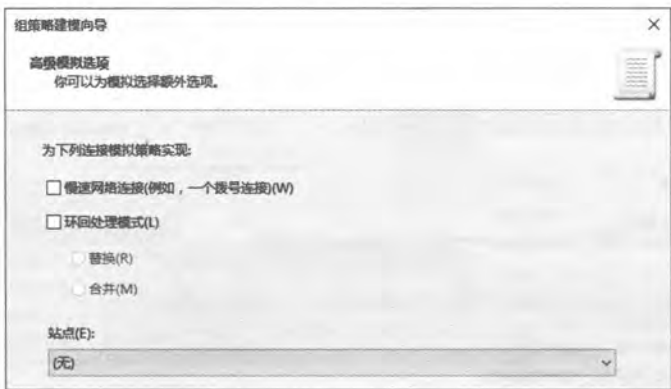 组策略建模向导
高级模拟选项
你可以为模拟选择额外选项。
为下列连接模拟策略实现:
慢速网络连接(例如，一个拨号连接)(W)
环回处理模式(L)
替换(R)
合并(M)
站点(E):
(无)